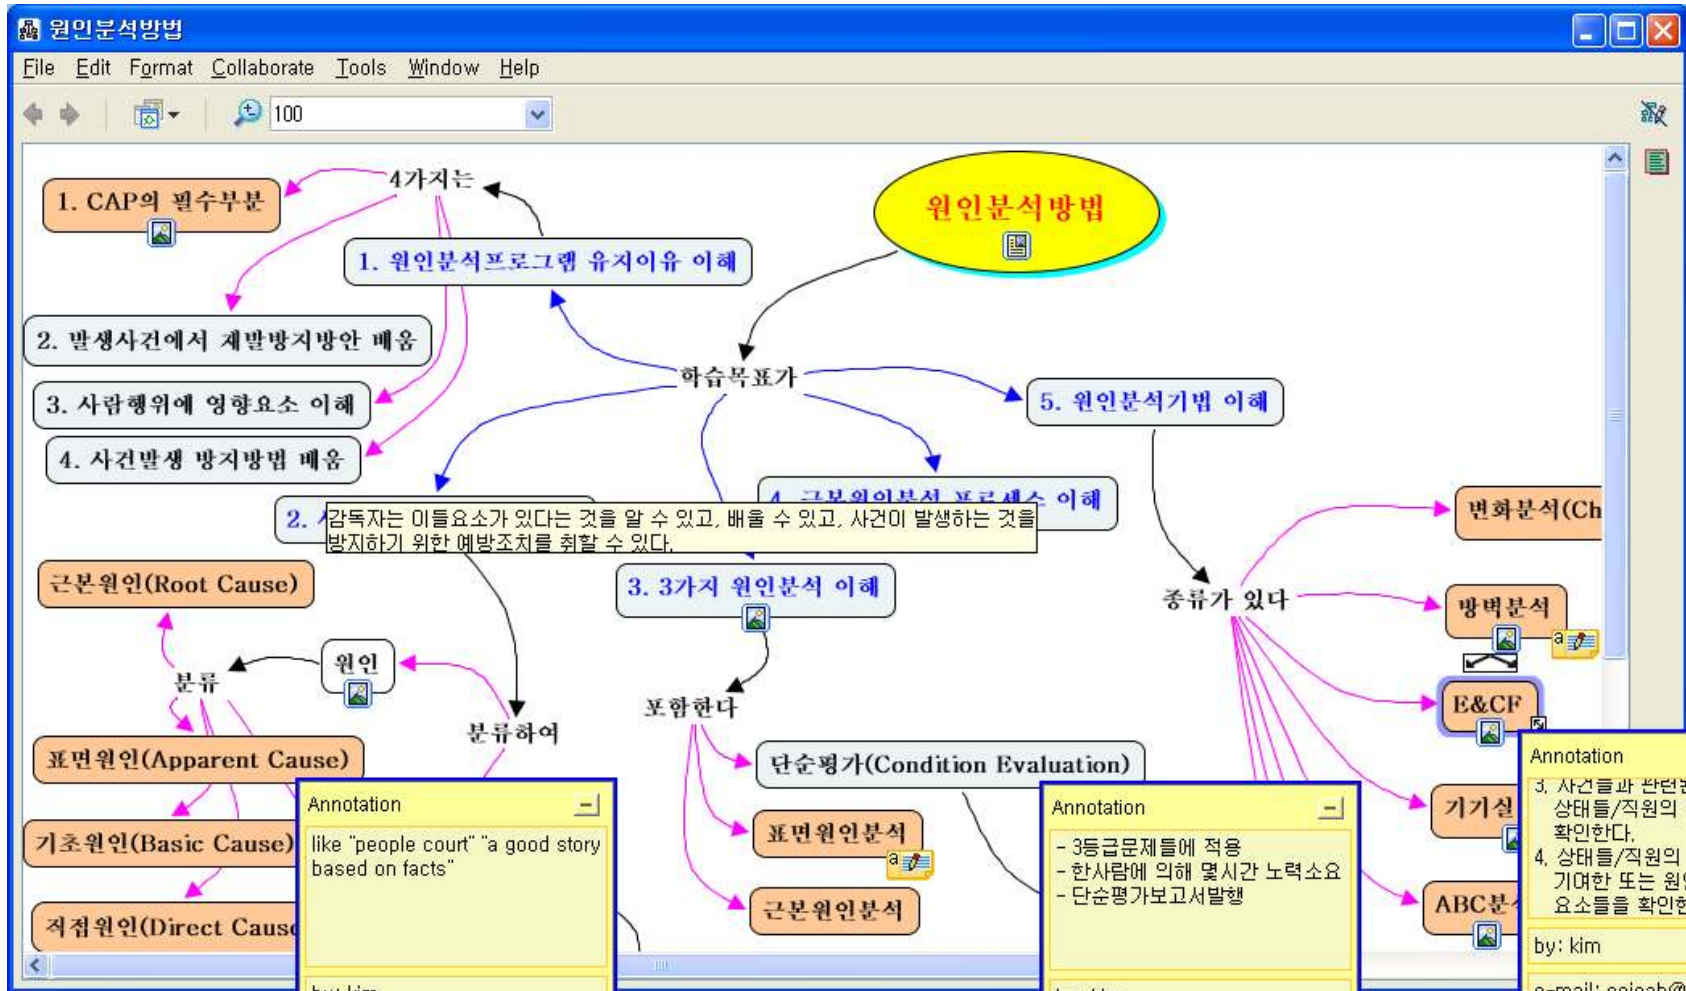 원인분석방법
File Edit Format Collaborate Tools Window Help
100
4가지는
1. CAP의 필수부분
원인분석방법
1. 원인분석프로그램 유지이유 이해
2. 발생사건에서 재발방지방안 배움
학습목표가
3. 사람행위에 영향요소 이해
5. 원인분석기법 이해
4. 사건발생 방지방법 배움
4. 근본원인분석 프로세스 이해
변화분석(Ch
2.
감독자는 이들요소가 있다는 것을 알 수 있고, 배울 수 있고, 사건이 발생하는 것을
방지하기 위한 예방조치를 취할 수 있다.
근본원인(Root Cause)
3. 3가지 원인분석 이해
종류가 있다
방벽분석
a
원인
분류
포함한다
E&CF
분류하여
표면원인(Apparent Cause)
단순평가(Condition Evaluation)
기기실
표면원인분석
a
기초원인(Basic Cause)
근본원인분석
ABC분
직접원인(Direct Cause
Annotation
like "people court" "a good story
based on facts"
by: kim
Annotation
- 3등급문제들에 적용
- 한사람에 의해 몇시간 노력소요
- 단순평가보고서발행
Annotation
3. 사건들과 관련된
상태들/직원의
확인한다.
4. 상태들/직원의
기여한 또는 원인
요소들을 확인한
by: kim